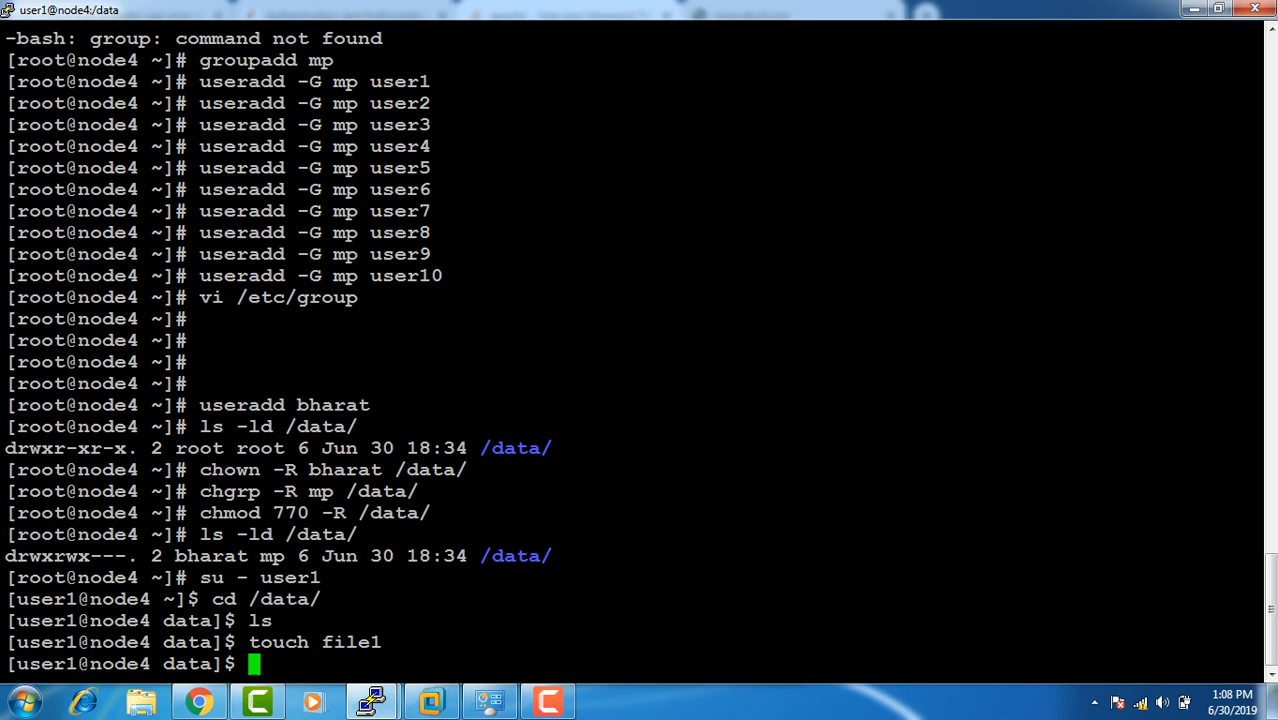 user1@node4:/data
-bash: group: command not found
[root@node4 ~]# groupadd mp
[root@node4 ~]# useradd -G mp user1
[root@node4 ~]# useradd -G mp user2
[root@node4 ~]# useradd -G mp user3
[root@node4 ~]# useradd -G mp user4
[root@node4 ~]# useradd -G mp user5
[root@node4 ~]# useradd -G mp user6
[root@node4 ~]# useradd -G mp user7
[root@node4 ~]# useradd -G mp user8
[root@node4 ~]# useradd -G mp user9
[root@node4 ~]# useradd -G mp user10
[root@node4 ~]# vi /etc/group
[root@node4 ~]#
[root@node4 ~]#
[root@node4 ~]#
[root@node4 ~]#
[root@node4 ~]# useradd bharat
[root@node4 ~]# ls -ld /data/
drwxr-xr-x. 2 root root 6 Jun 30 18:34 /data/
[root@node4 ~]# chown -R bharat /data/
[root@node4 ~]# chgrp -R mp /data/
[root@node4 ~]# chmod 770 -R /data/
[root@node4 ~]# ls -ld /data/
drwxrwx---. 2 bharat mp 6 Jun 30 18:34 /data/
[root@node4 ~]# su - user1
[user1@node4 ~]$ cd /data/
[user1@node4 data]$ ls
[user1@node4 data]$ touch file1
[user1@node4 data]$
1:08 PM
6/30/2019